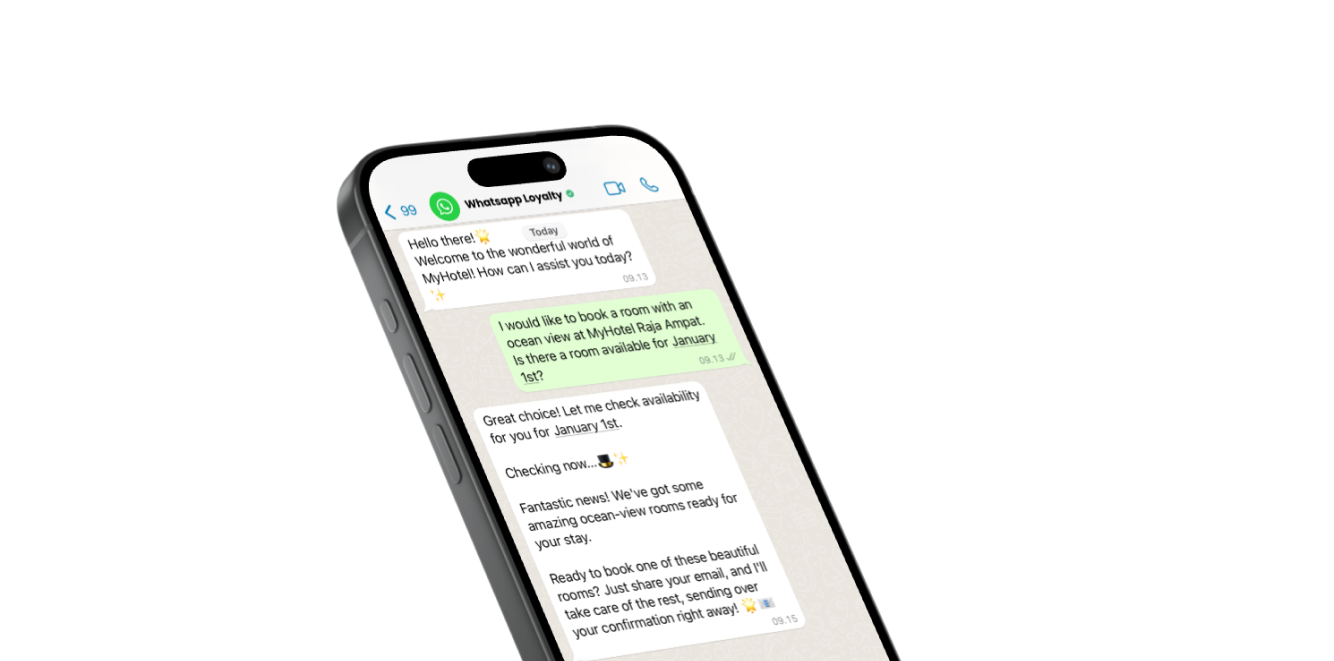 99
Whatsapp Loyalty
Today
Hello there!🌟
Welcome to the wonderful world of
MyHotel! How can I assist you today?
✨
09.13
I would like to book a room with an
ocean view at MyHotel Raja Ampat.
Is there a room available for January
1st?
09.13
Great choice! Let me check availability
for you for January 1st.
Checking now...🎩✨
Fantastic news! We've got some
amazing ocean-view rooms ready for
your stay.
Ready to book one of these beautiful
rooms? Just share your email, and I'll
take care of the rest, sending over
your confirmation right away! 🌟📧
09.15